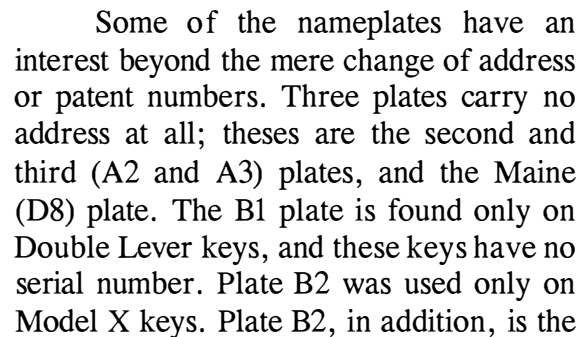 Some of the nameplates have an
interest beyond the mere change of address
or patent numbers. Three plates carry no
address at all; theses are the second and
third (A2 and A3) plates, and the Maine
(D8) plate. The B1 plate is found only on
Double Lever keys, and these keys have no
serial number. Plate B2 was used only on
Model X keys. Plate B2, in addition, is the